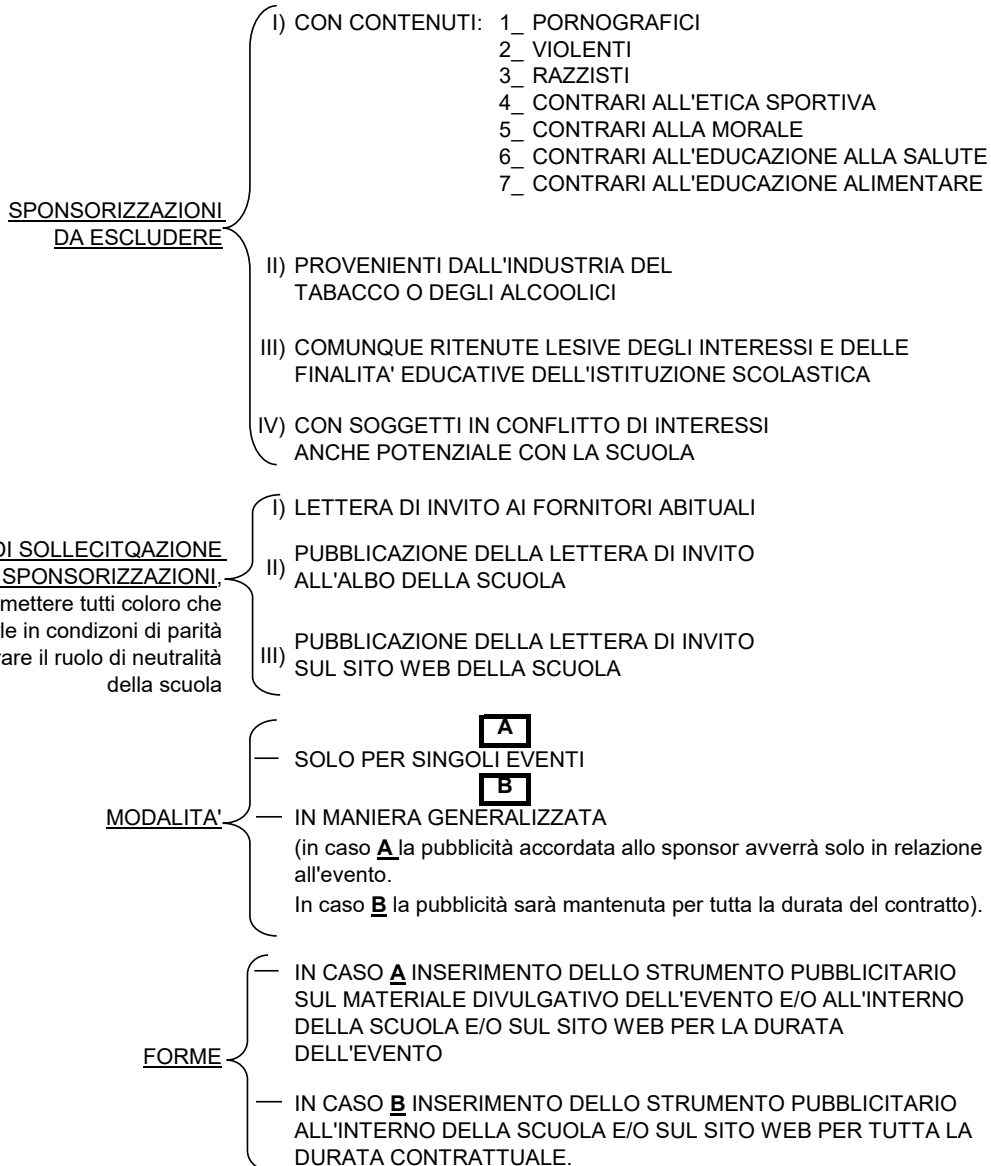 I) CON CONTENUTI: 1_ PORNOGRAFICI
2_ VIOLENTI
3_ RAZZISTI
4_ CONTRARI ALL'ETICA SPORTIVA
5_ CONTRARI ALLA MORALE
6_ CONTRARI ALL'EDUCAZIONE ALLA SALUTE
7_ CONTRARI ALL'EDUCAZIONE ALIMENTARE
SPONSORIZZAZIONI
DA ESCLUDERE
II) PROVENIENTI DALL'INDUSTRIA DEL
TABACCO O DEGLI ALCOOLICI
III) COMUNQUE RITENUTE LESIVE DEGLI INTERESSI E DELLE
FINALITA' EDUCATIVE DELL'ISTITUZIONE SCOLASTICA
IV) CON SOGGETTI IN CONFLITTO DI INTERESSI
ANCHE POTENZIALE CON LA SCUOLA
DI SOLLECITQAZIONE
SPONSORIZZAZIONI,
mettere tutti coloro che
le in condizoni di parità
are il ruolo di neutralità
della scuola
I) LETTERA DI INVITO AI FORNITORI ABITUALI
II) PUBBLICAZIONE DELLA LETTERA DI INVITO
ALL'ALBO DELLA SCUOLA
III) PUBBLICAZIONE DELLA LETTERA DI INVITO
SUL SITO WEB DELLA SCUOLA
MODALITA'
A
— SOLO PER SINGOLI EVENTI
B
— IN MANIERA GENERALIZZATA
(in caso A la pubblicità accordata allo sponsor avverrà solo in relazione
all'evento.
In caso B la pubblicità sarà mantenuta per tutta la durata del contratto).
FORME
— IN CASO A INSERIMENTO DELLO STRUMENTO PUBBLICITARIO
SUL MATERIALE DIVULGATIVO DELL'EVENTO E/O ALL'INTERNO
DELLA SCUOLA E/O SUL SITO WEB PER LA DURATA
DELL'EVENTO
— IN CASO B INSERIMENTO DELLO STRUMENTO PUBBLICITARIO
ALL'INTERNO DELLA SCUOLA E/O SUL SITO WEB PER TUTTA LA
DURATA CONTRATTUALE.